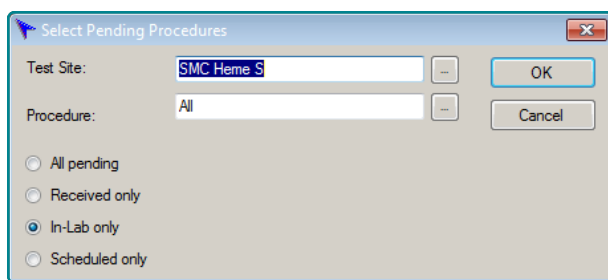 Select Pending Procedures
Test Site: SMC Heme S ... OK
Procedure: All ... Cancel
All pending
Received only
In-Lab only
Scheduled only